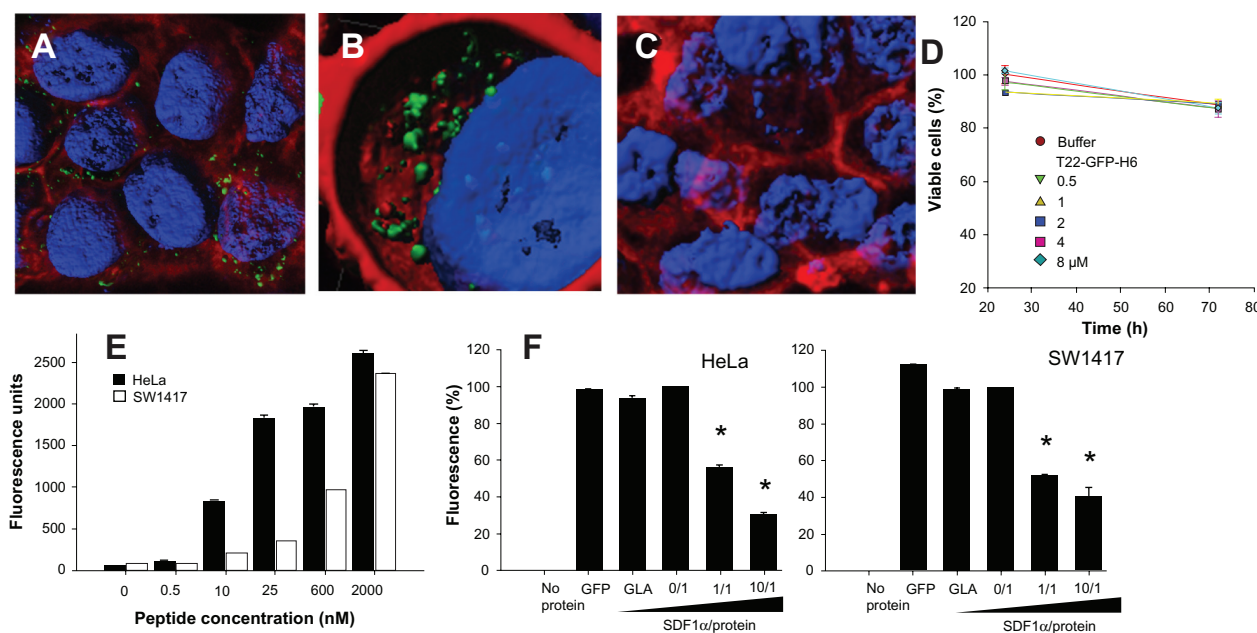 A
B
C
D
Viable cells (%)
120
100
80
60
40
20
20 30 40 50 60 70 80
Time (h)
Buffer
T22-GFP-H6
0.5
1
2
4
8 µM
E
Fluorescence units
2500
2000
1500
1000
500
0
HeLa
SW1417
0 0.5 10 25 600 2000
Peptide concentration (nM)
F
HeLa
Fluorescence (%)
120
100
80
60
40
20
0
* *
No protein GFP GLA 0/1 1/1 10/1
SDF1α/protein
SW1417
120
100
80
60
40
20
0
* *
No protein GFP GLA 0/1 1/1 10/1
SDF1α/protein